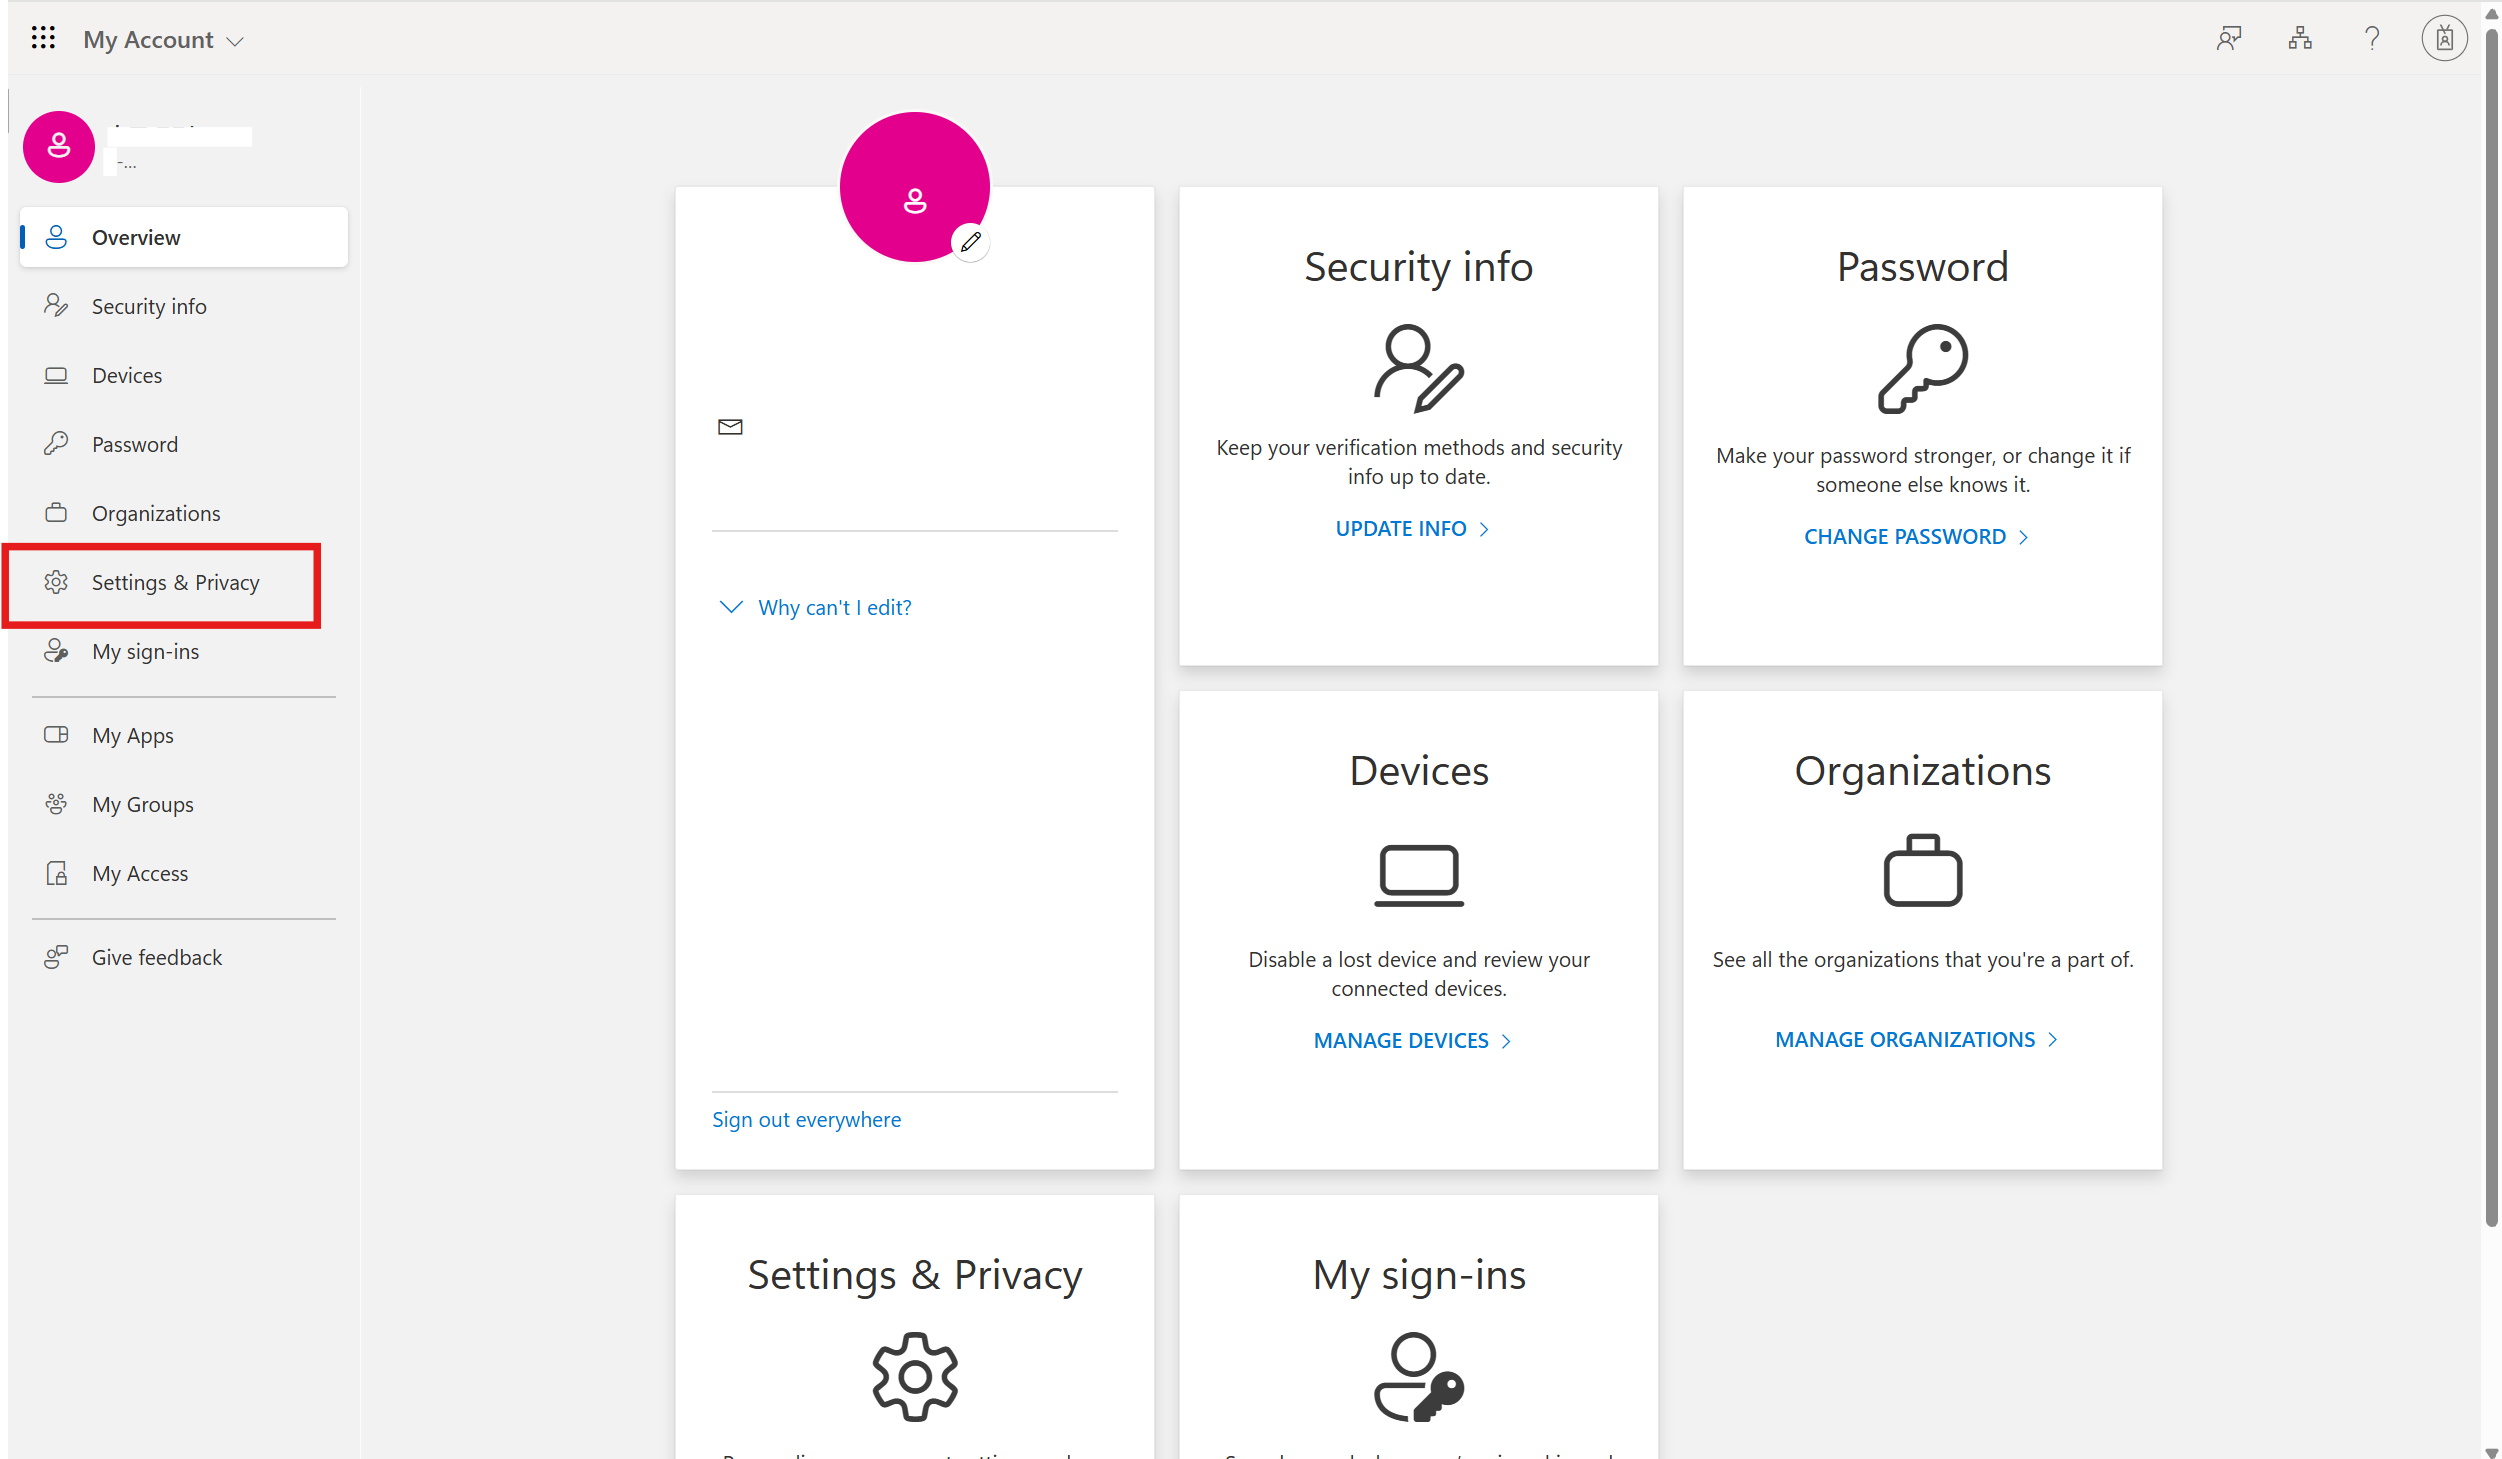 My Account
-...
Overview
Security info
Devices
Password
Organizations
Settings & Privacy
My sign-ins
My Apps
My Groups
My Access
Give feedback
Why can't I edit?
Sign out everywhere
Security info
Keep your verification methods and security
info up to date.
UPDATE INFO
Password
Make your password stronger, or change it if
someone else knows it.
CHANGE PASSWORD
Devices
Disable a lost device and review your
connected devices.
MANAGE DEVICES
Organizations
See all the organizations that you're a part of.
MANAGE ORGANIZATIONS
Settings & Privacy
My sign-ins